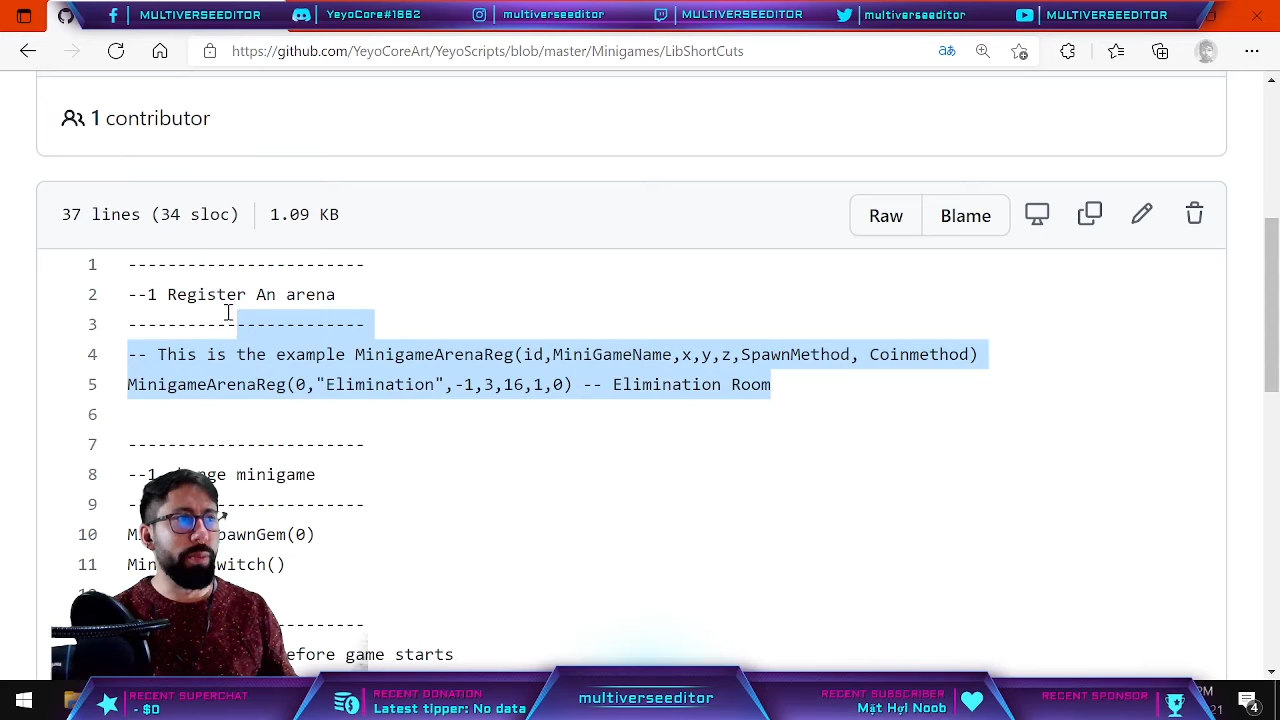 MULTIVERSEEDITOR
YeyoCore#1682
multiverseeditor
MULTIVERSEEDITOR
multiverseeditor
MULTIVERSEEDITOR
https://github.com/YeyoCoreArt/YeyoScripts/blob/master/Minigames/LibShortCuts
1 contributor
37 lines (34 sloc)
1.09 KB
Raw
Blame
1 ------------------------
2 --1 Register An arena
3 ------------------------
4 -- This is the example MinigameArenaReg(id,MiniGameName,x,y,z,SpawnMethod, Coinmethod)
5 MinigameArenaReg(0,"Elimination",-1,3,16,1,0) -- Elimination Room
6
7 ------------------------
8 --1 minigame
9 ------------------------
10 pawnGem(0)
11 witch()
efore game starts
RECENT SUPERCHAT
- $0
RECENT DONATION
Latest tipper: No data
multiverseeditor
RECENT SUBSCRIBER
Mật Hợi Noob
RECENT SPONSOR
4